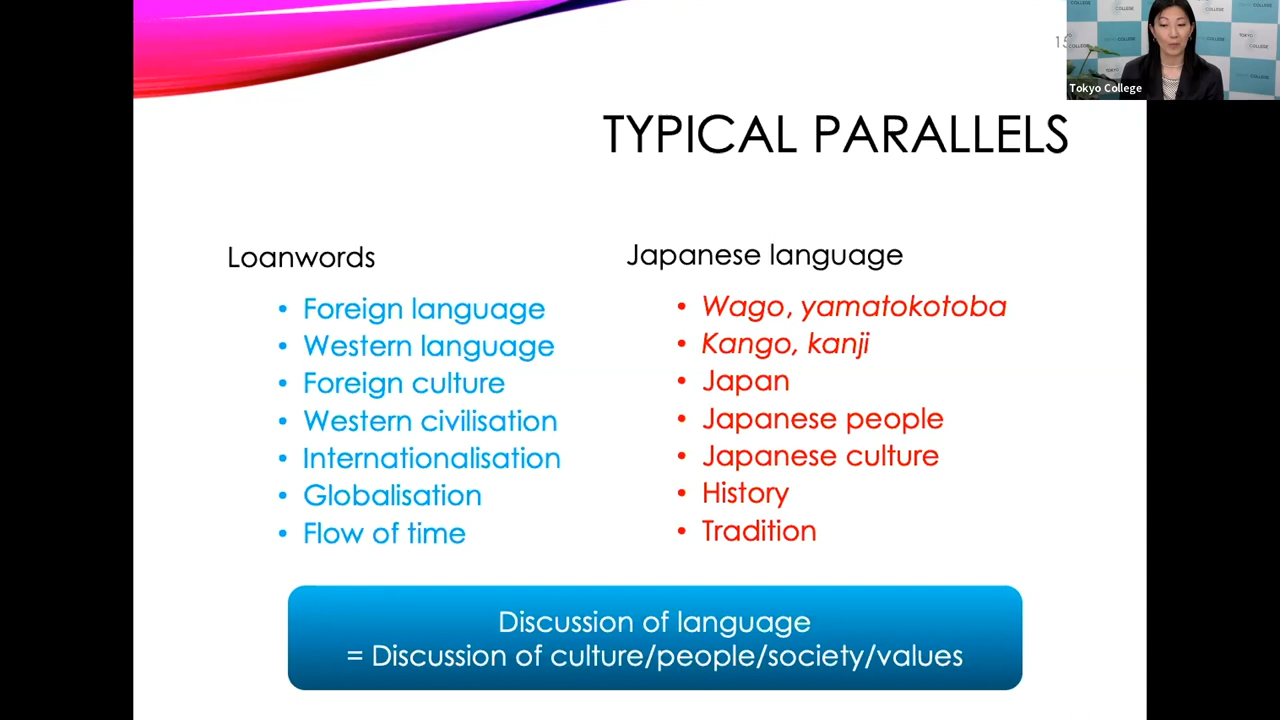 TYPICAL PARALLELS
Loanwords
• Foreign language
• Western language
• Foreign culture
• Western civilisation
• Internationalisation
• Globalisation
• Flow of time
Japanese language
• Wago, yamatokotoba
• Kango, kanji
• Japan
• Japanese people
• Japanese culture
• History
• Tradition
Discussion of language
= Discussion of culture/people/society/values
Tokyo College